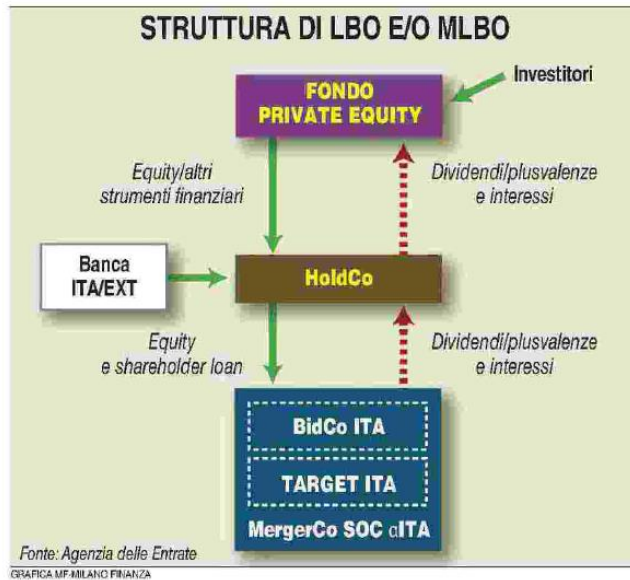 STRUTTURA DI LBO E/O MLBO
Investitori
FONDO
PRIVATE EQUITY
Equity/altri
strumenti finanziari
Dividendi/plusvalenze
e interessi
Banca
ITA/EXT
HoldCo
Equity
e shareholder loan
Dividendi/plusvalenze
e interessi
BidCo ITA
TARGET ITA
MergerCo SOC αITA
Fonte: Agenzia delle Entrate
GRAFICA MF-MILANO FINANZA